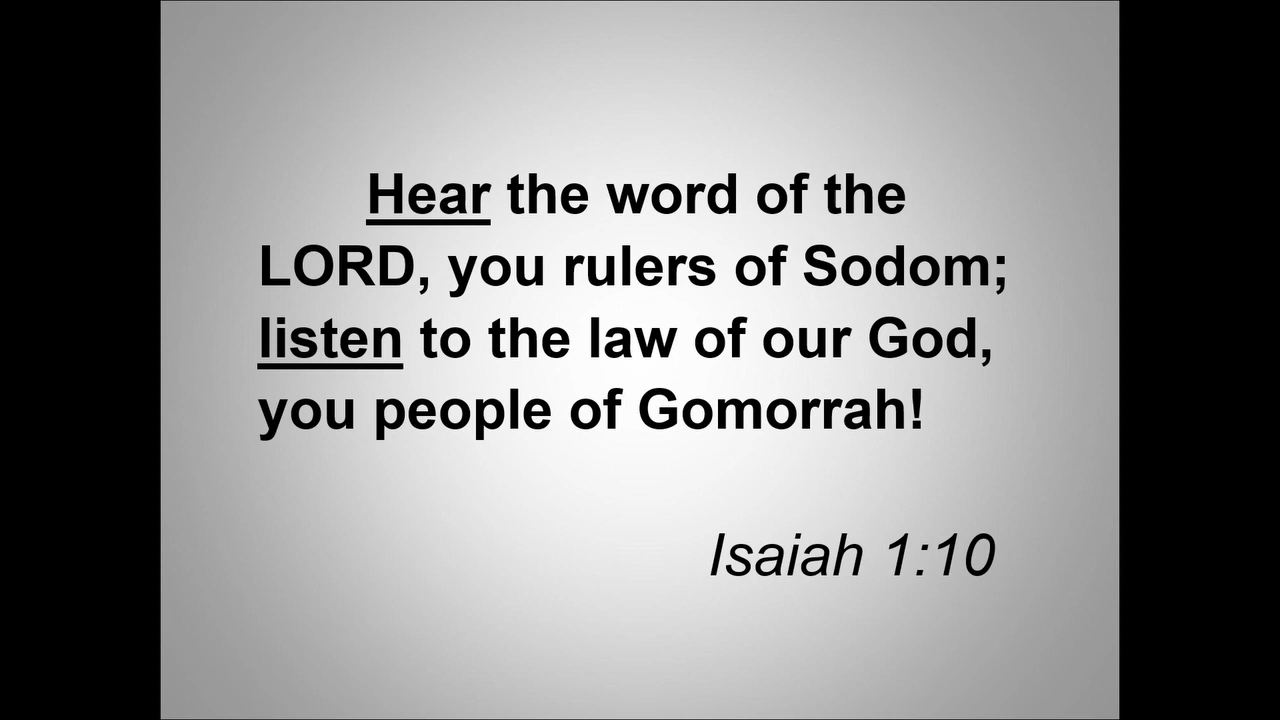 Hear the word of the
LORD, you rulers of Sodom;
listen to the law of our God,
you people of Gomorrah!
Isaiah 1:10